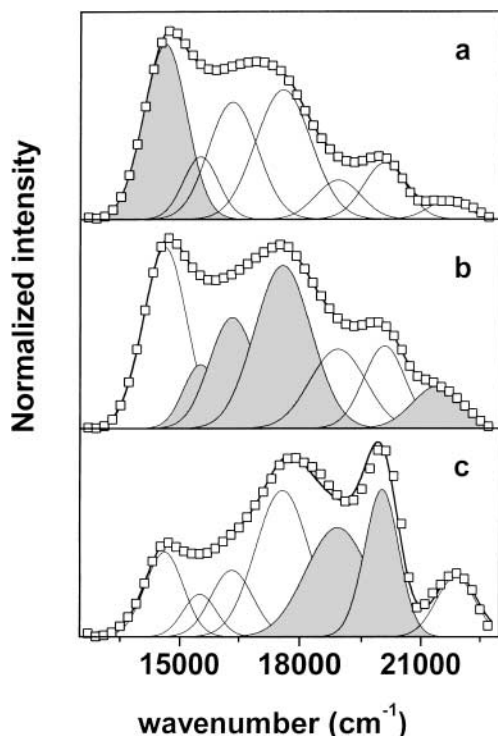 a
b
c
Normalized intensity
15000 18000 21000
wavenumber (cm⁻¹)